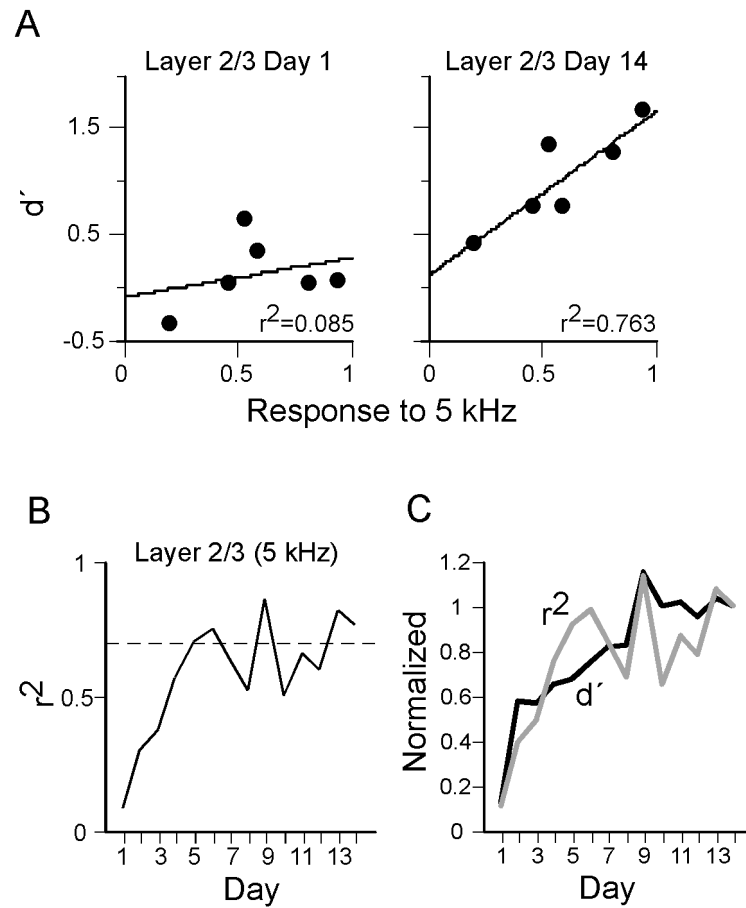 A
Layer 2/3 Day 1
Layer 2/3 Day 14
d´
1.5
0.5
-0.5
r2=0.085
r2=0.763
0 0.5 1
0 0.5 1
Response to 5 kHz
B
Layer 2/3 (5 kHz)
r2
1
0.5
0
1 3 5 7 9 11 13
Day
C
Normalized
1.2
1
0.8
0.6
0.4
0.2
0
r2
d´
1 3 5 7 9 11 13
Day